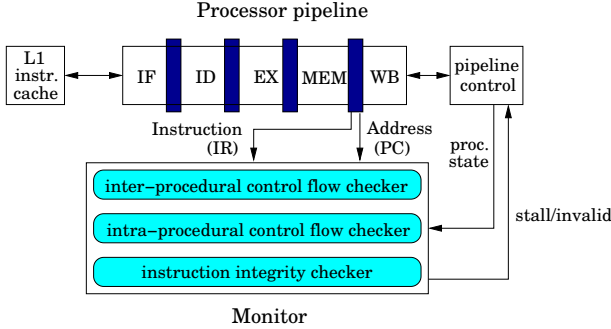 Processor pipeline
L1
instr.
cache
IF
ID
EX
MEM
WB
pipeline
control
Instruction
(IR)
Address
(PC)
proc.
state
stall/invalid
inter−procedural control flow checker
intra−procedural control flow checker
instruction integrity checker
Monitor